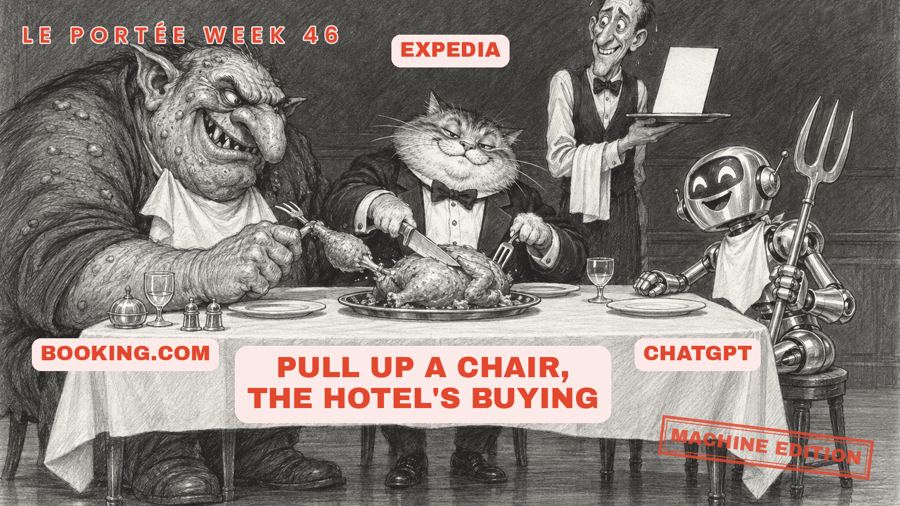 LE PORTÉE WEEK 46
EXPEDIA
BOOKING.COM
CHATGPT
PULL UP A CHAIR,
THE HOTEL'S BUYING
MACHINE EDITION